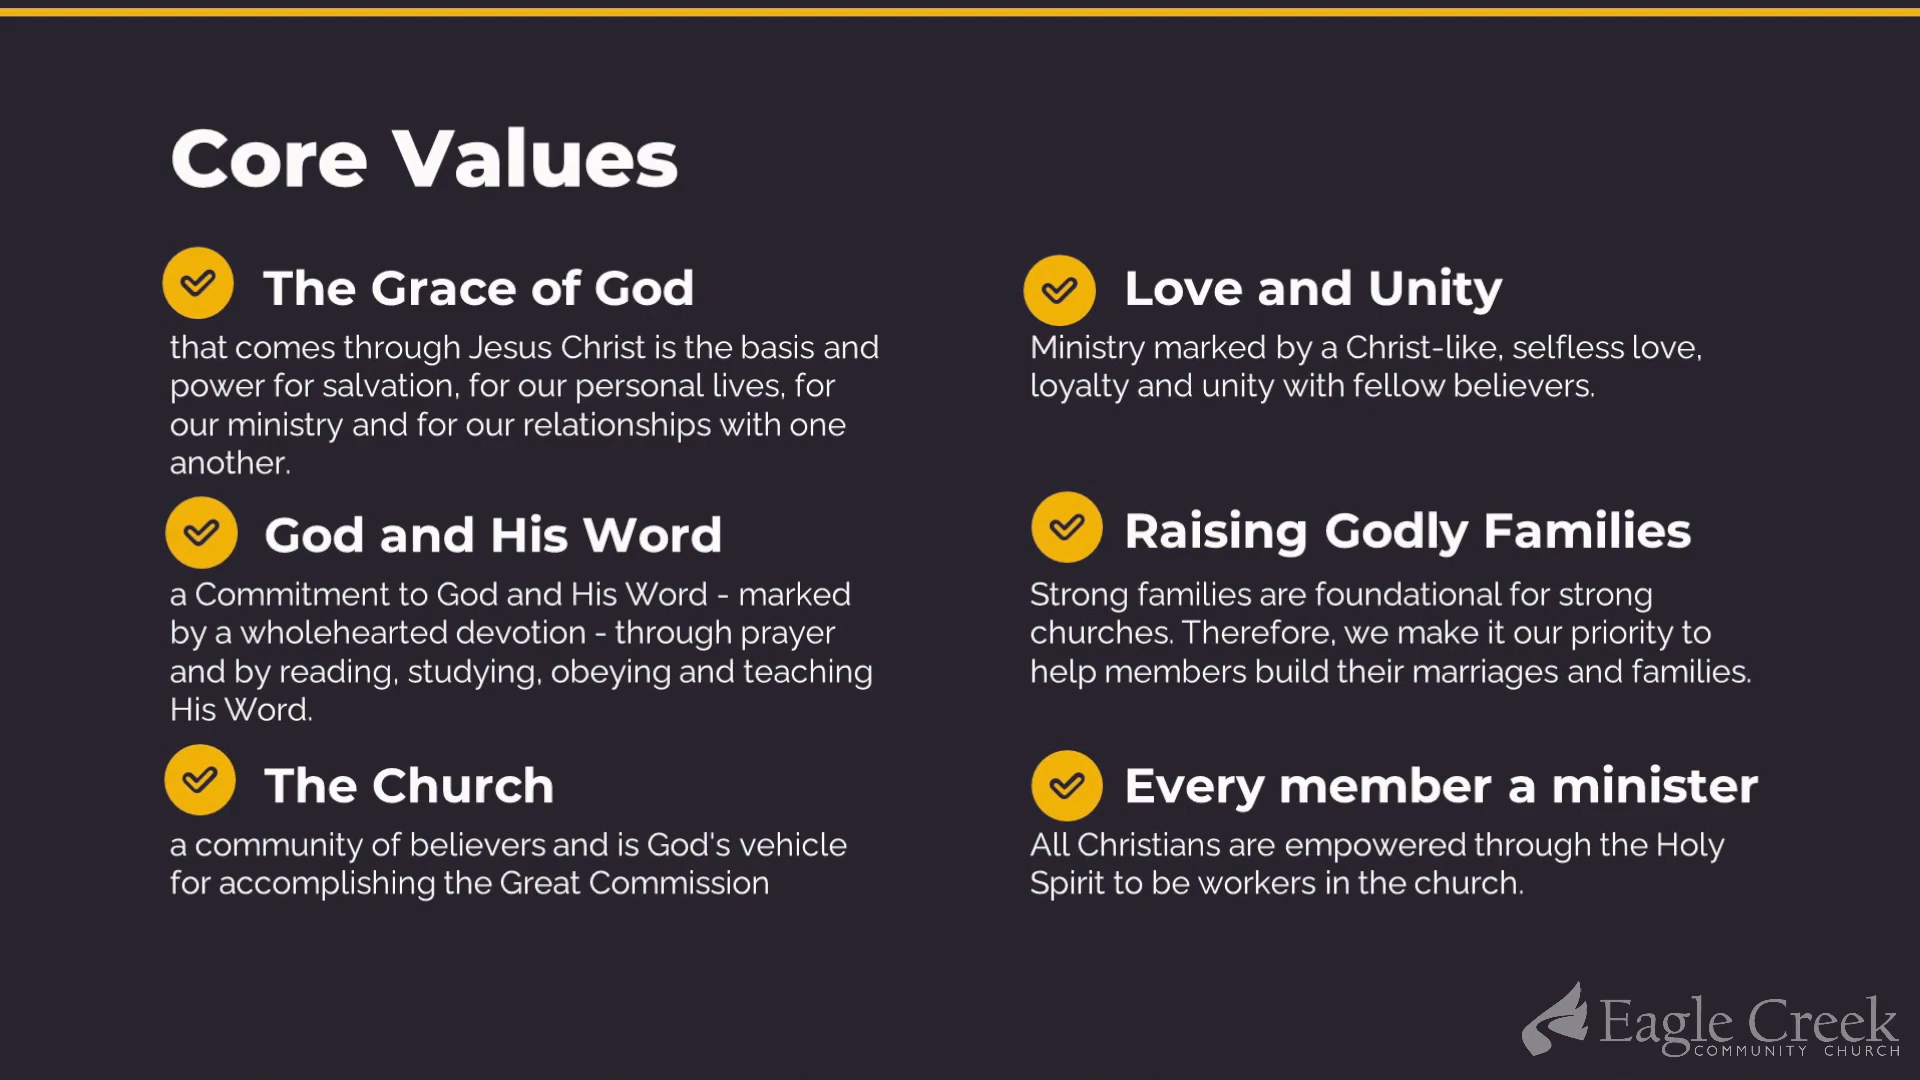 Core Values
The Grace of God
that comes through Jesus Christ is the basis and
power for salvation, for our personal lives, for
our ministry and for our relationships with one
another.
God and His Word
a Commitment to God and His Word - marked
by a wholehearted devotion - through prayer
and by reading, studying, obeying and teaching
His Word.
The Church
a community of believers and is God's vehicle
for accomplishing the Great Commission
Love and Unity
Ministry marked by a Christ-like, selfless love,
loyalty and unity with fellow believers.
Raising Godly Families
Strong families are foundational for strong
churches. Therefore, we make it our priority to
help members build their marriages and families.
Every member a minister
All Christians are empowered through the Holy
Spirit to be workers in the church.
Eagle Creek
COMMUNITY CHURCH